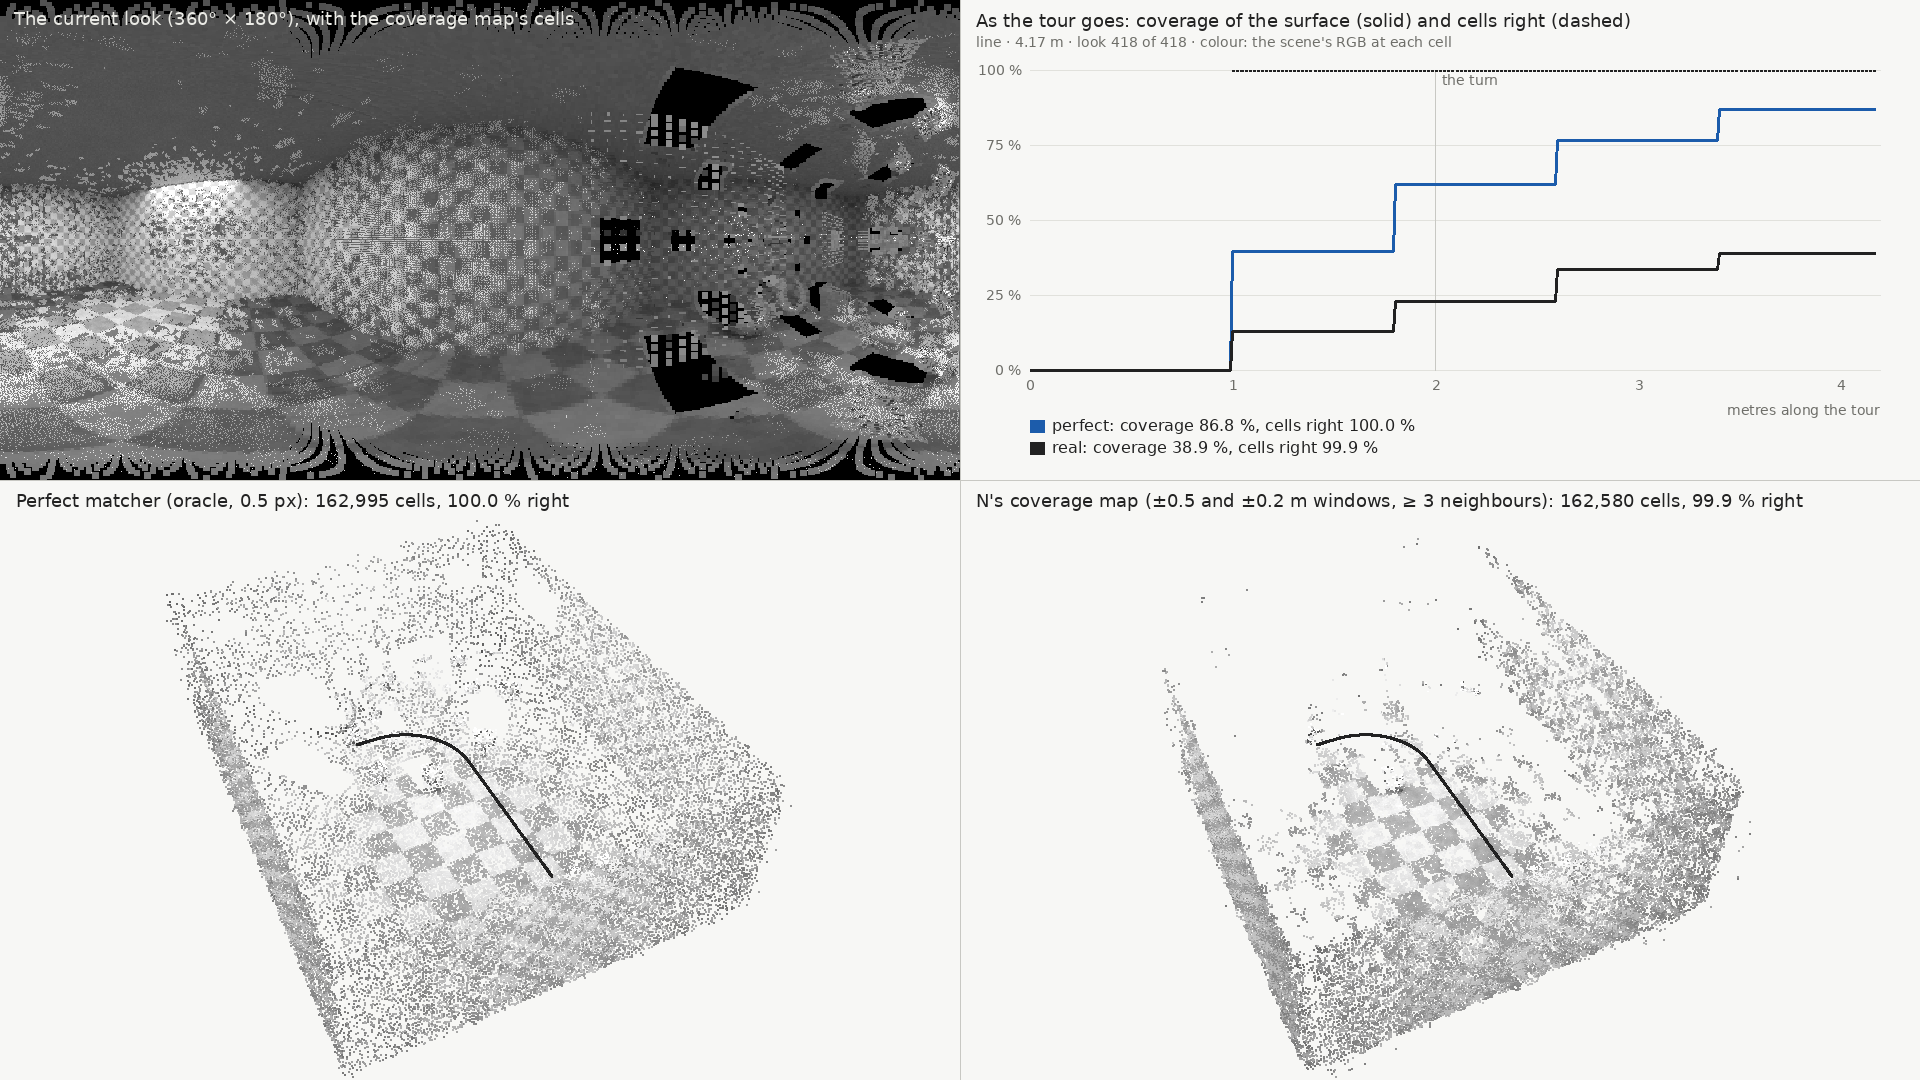 The current look (360° × 180°), with the coverage map's cells
As the tour goes: coverage of the surface (solid) and cells right (dashed)
line · 4.17 m · look 418 of 418 · colour: the scene's RGB at each cell
100 %
the turn
75 %
50 %
25 %
0 %
0 1 2 3 4
metres along the tour
perfect: coverage 86.8 %, cells right 100.0 %
real: coverage 38.9 %, cells right 99.9 %
Perfect matcher (oracle, 0.5 px): 162,995 cells, 100.0 % right
N's coverage map (±0.5 and ±0.2 m windows, ≥ 3 neighbours): 162,580 cells, 99.9 % right